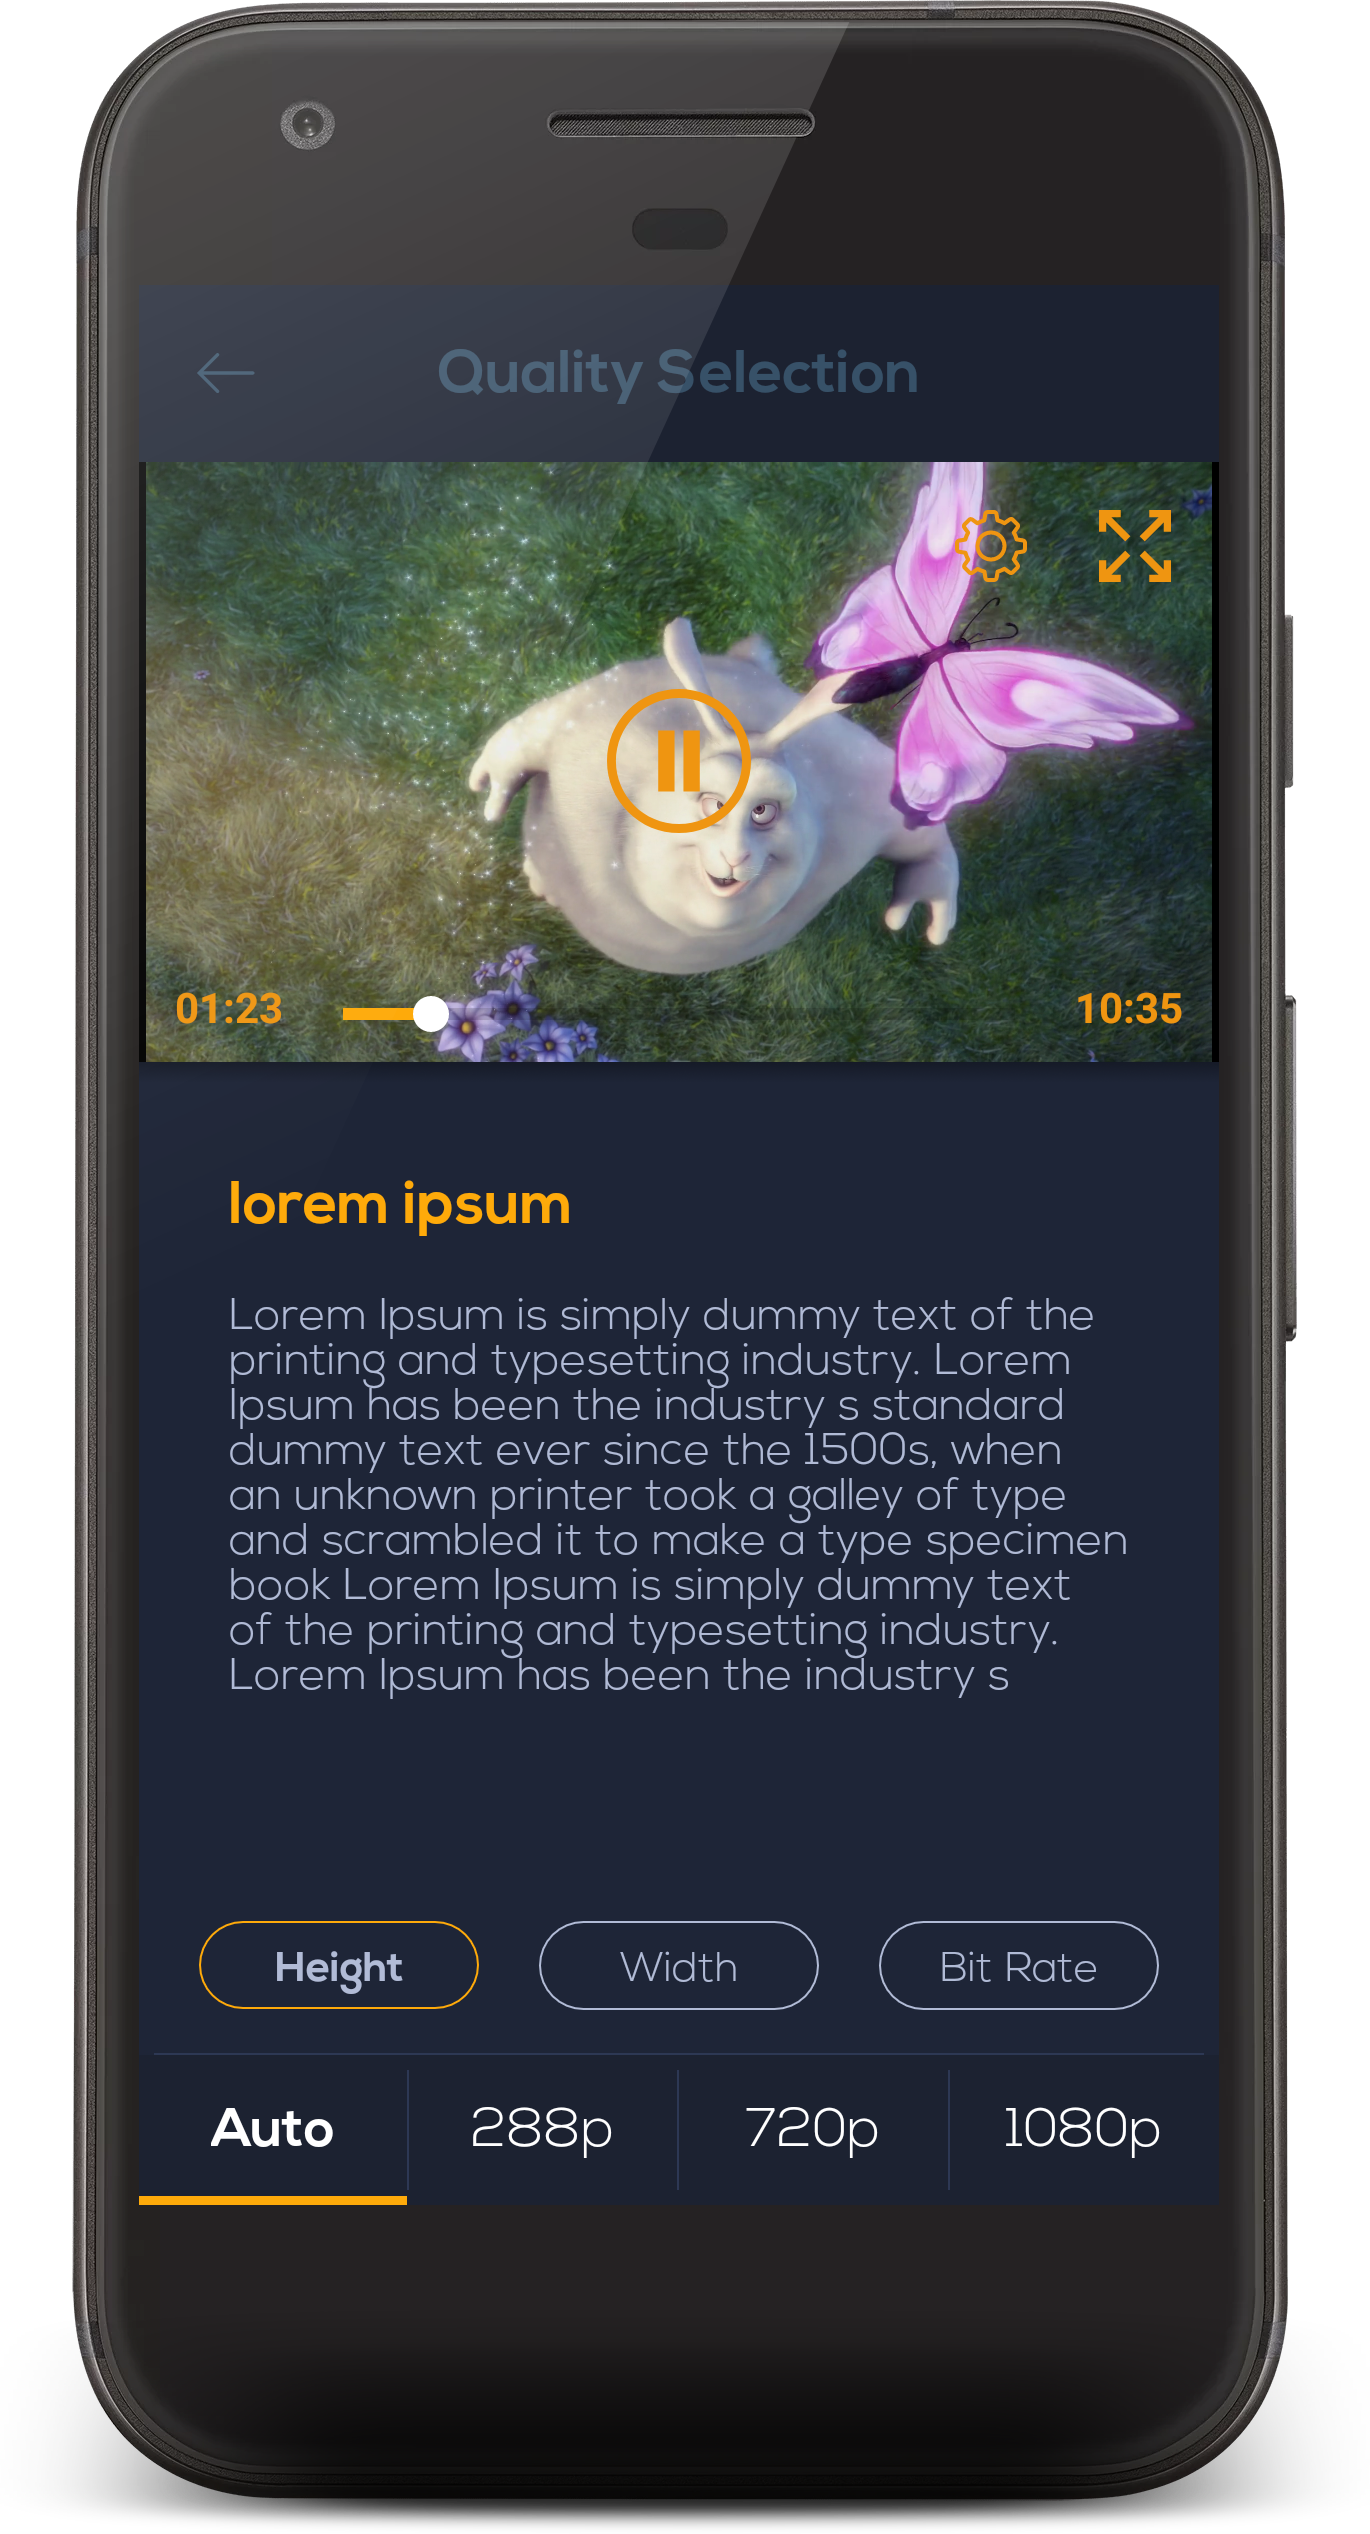 Quality Selection
01:23
10:35
lorem ipsum
Lorem Ipsum is simply dummy text of the
printing and typesetting industry. Lorem
Ipsum has been the industry s standard
dummy text ever since the 1500s, when
an unknown printer took a galley of type
and scrambled it to make a type specimen
book Lorem Ipsum is simply dummy text
of the printing and typesetting industry.
Lorem Ipsum has been the industry s
Height Width Bit Rate
Auto 288p 720p 1080p